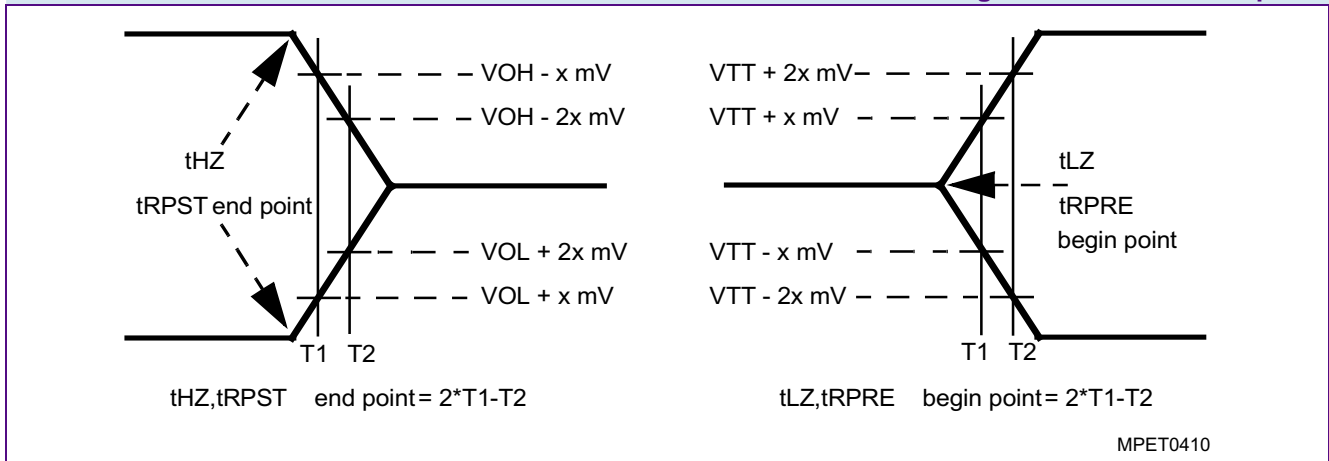 VOH - x mV
VOH - 2x mV
tHZ
tRPST end point
VOL + 2x mV
VOL + x mV
T1 T2
tHZ,tRPST end point = 2*T1-T2
VTT + 2x mV
VTT + x mV
tLZ
tRPRE
begin point
VTT - x mV
VTT - 2x mV
T1 T2
tLZ,tRPRE begin point = 2*T1-T2
MPET0410